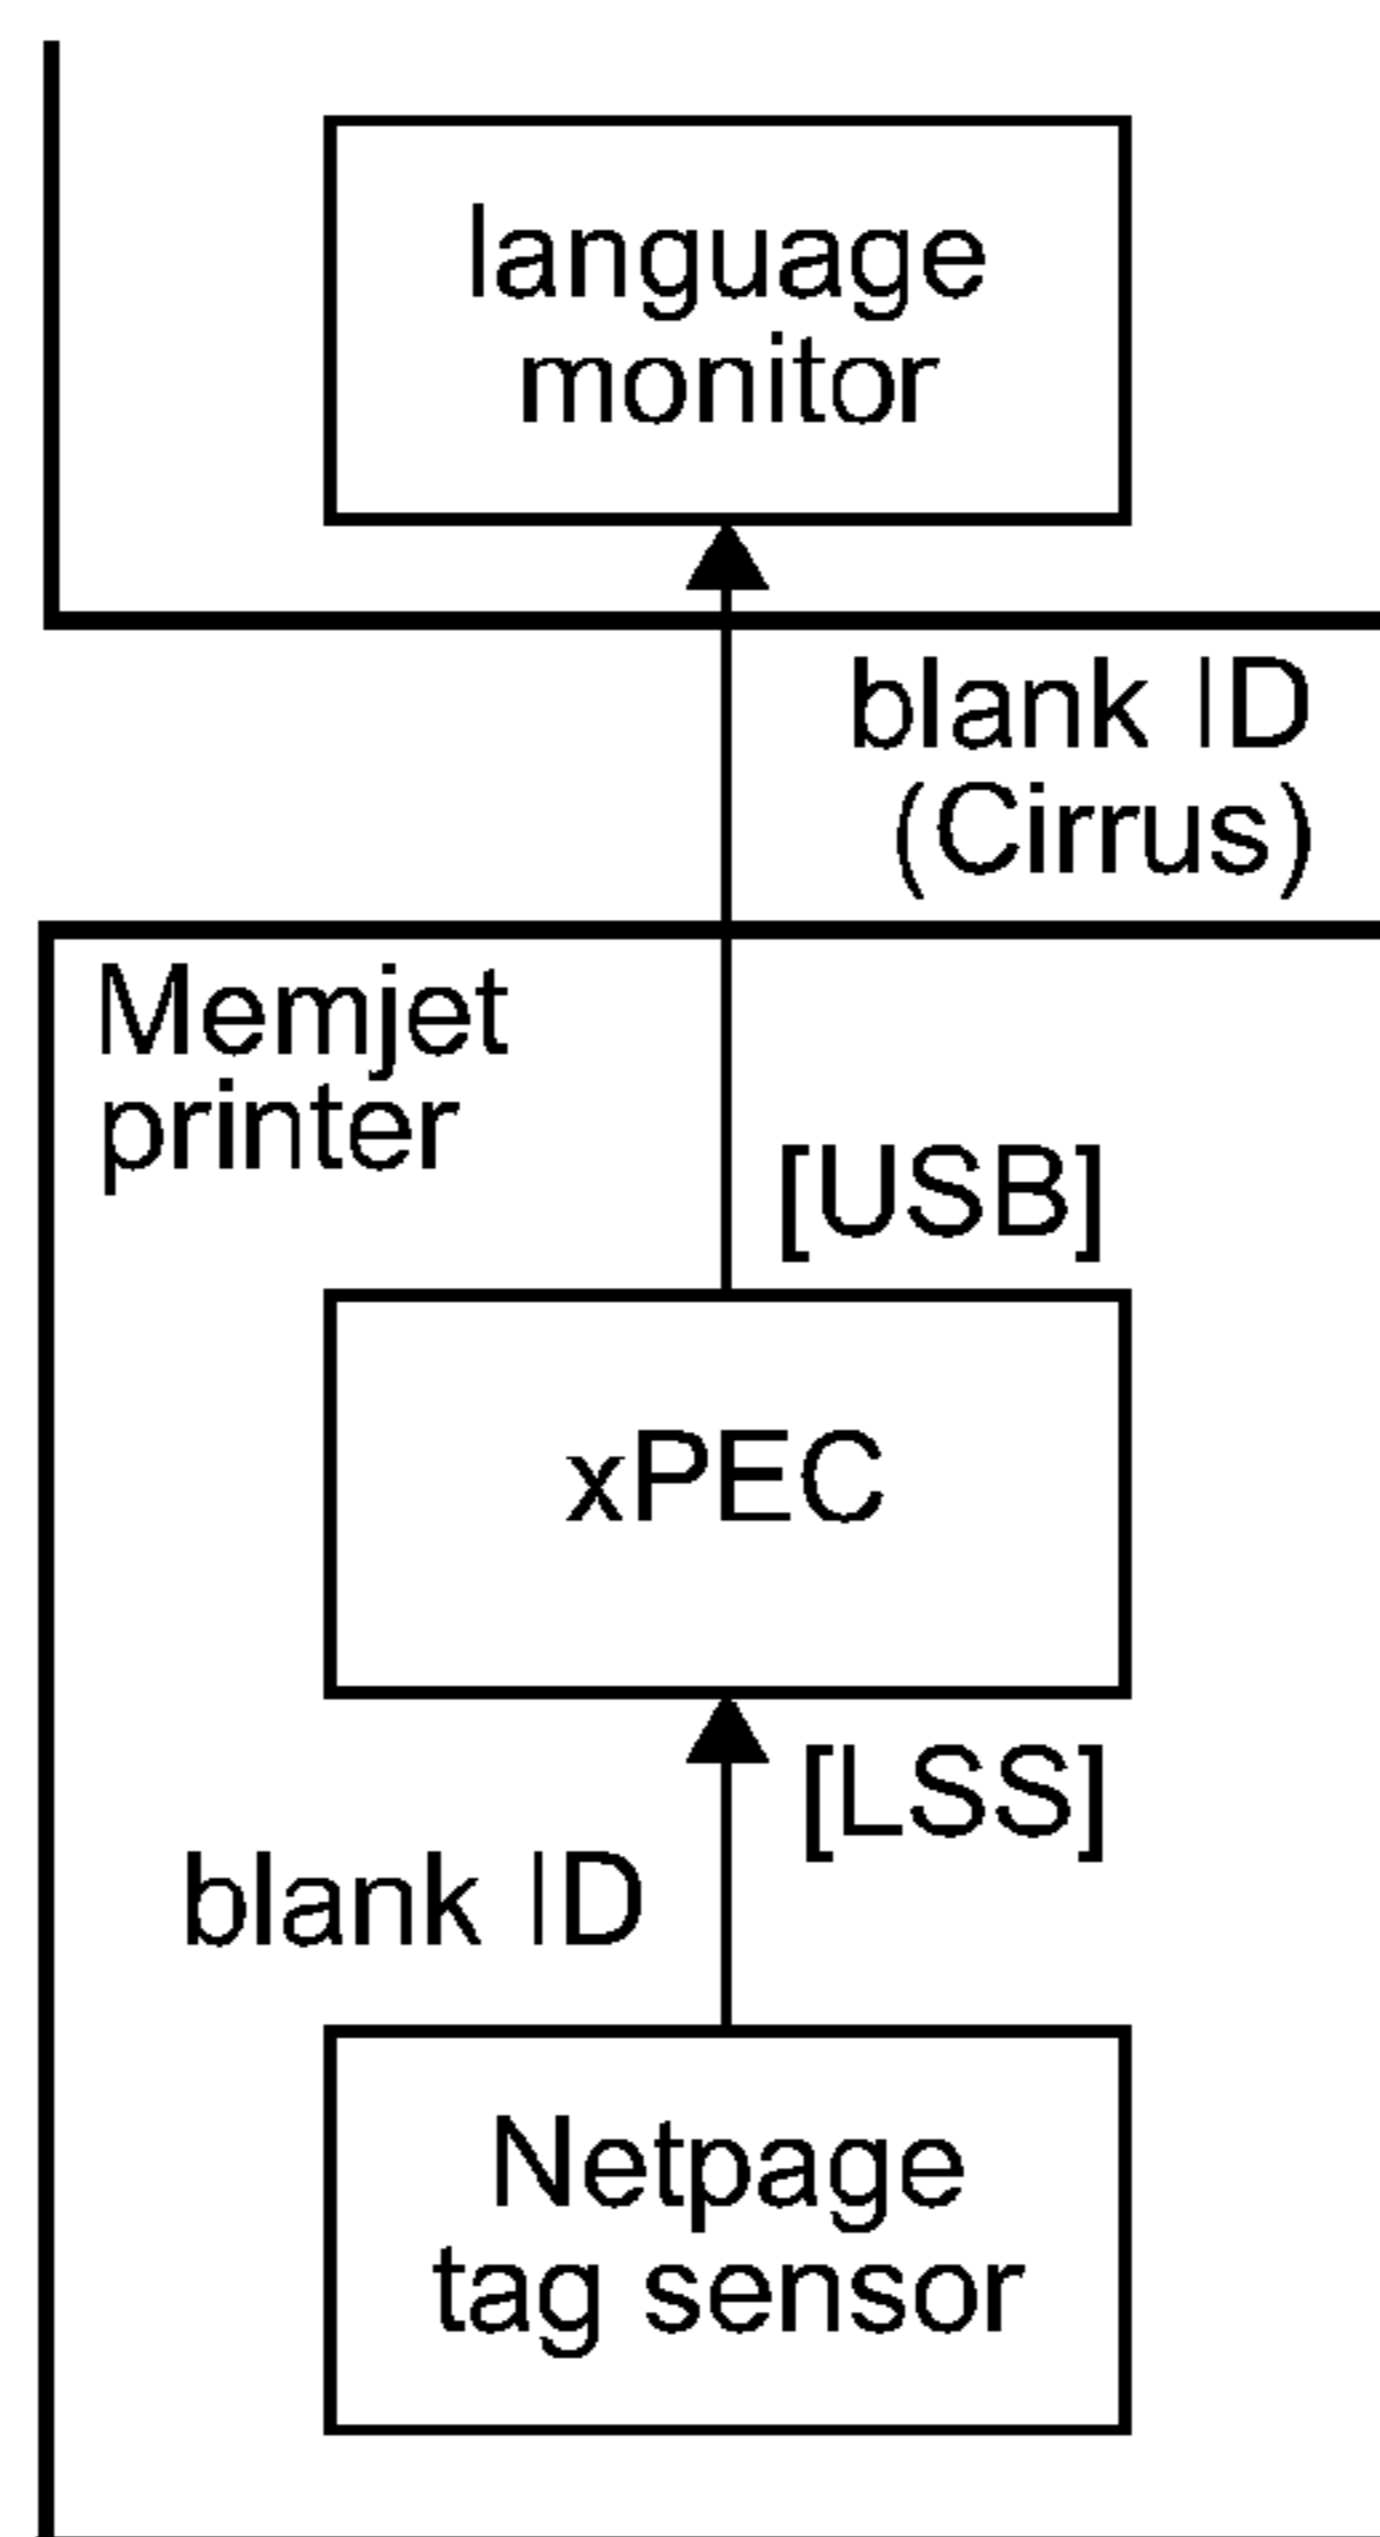 language
monitor
blank ID
(Cirrus)
Memjet
printer
[USB]
xPEC
[LSS]
blank ID
Netpage
tag sensor